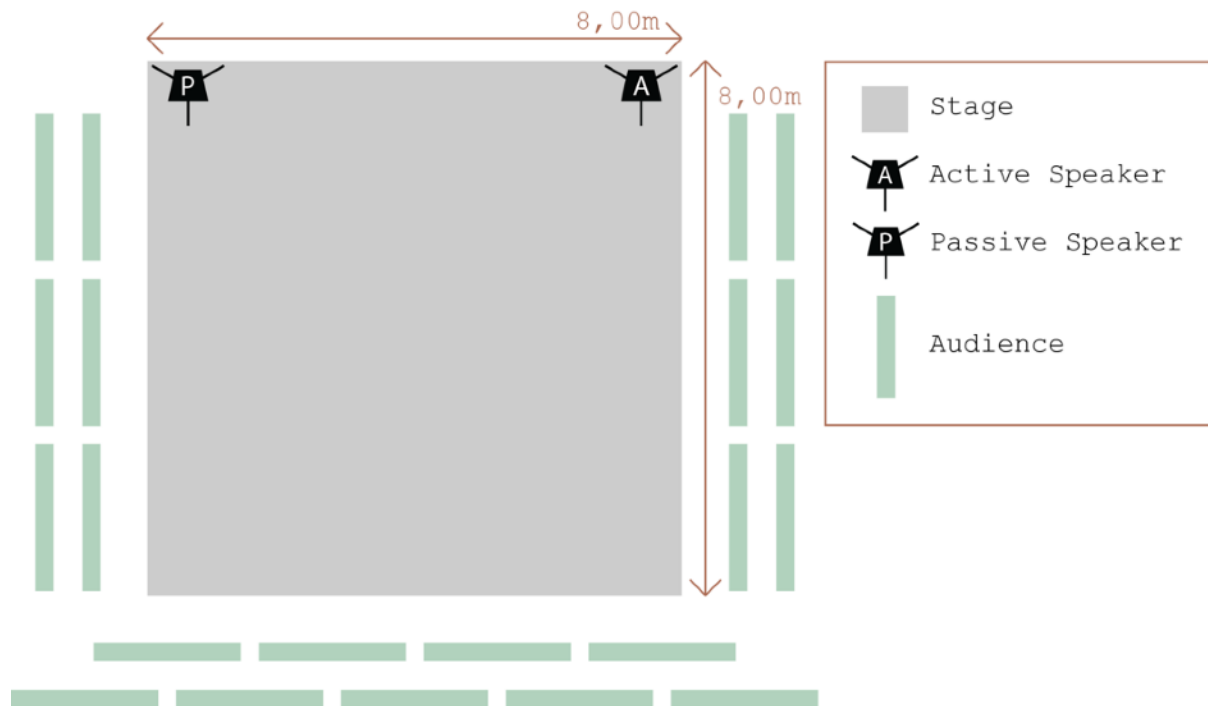 8,00m
P
A
8,00m
Stage
A
Active Speaker
P
Passive Speaker
Audience